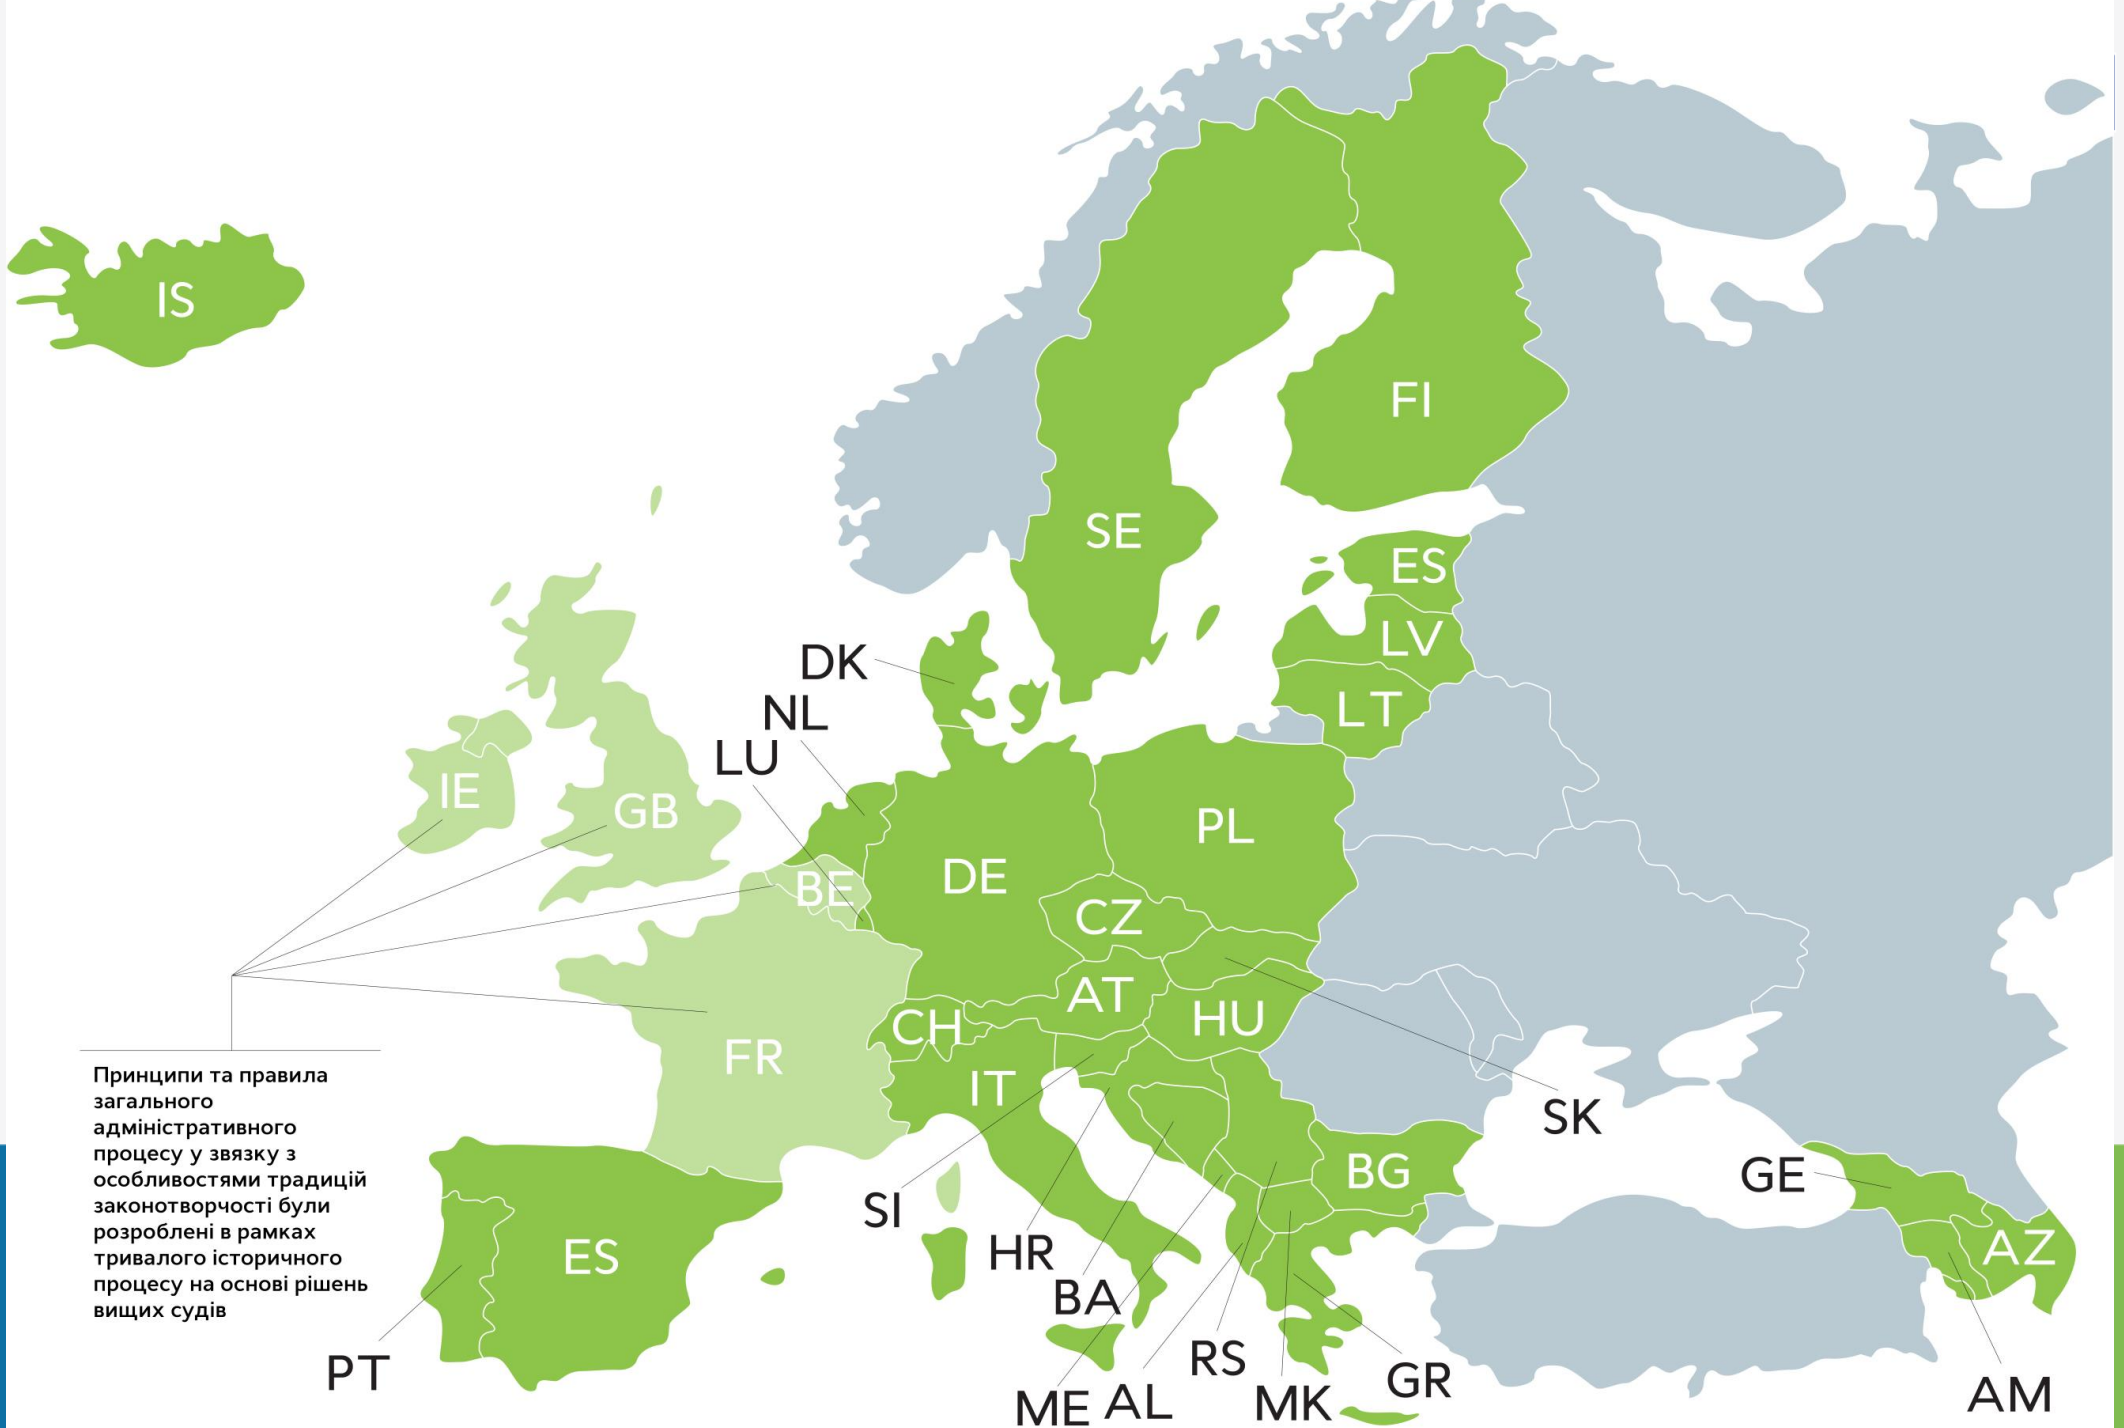 IS
FI
SE
ES
LV
LT
DK
NL
LU
IE
GB
BE
DE
PL
CZ
AT
HU
CH
FR
IT
SK
BG
GE
AZ
AM
SI
HR
BA
ME
AL
RS
MK
GR
ES
PT
Принципи та правила
загального
адміністративного
процесу у звязку з
особливостями традицій
законотворчості були
розроблені в рамках
тривалого історичного
процесу на основі рішень
вищих судів